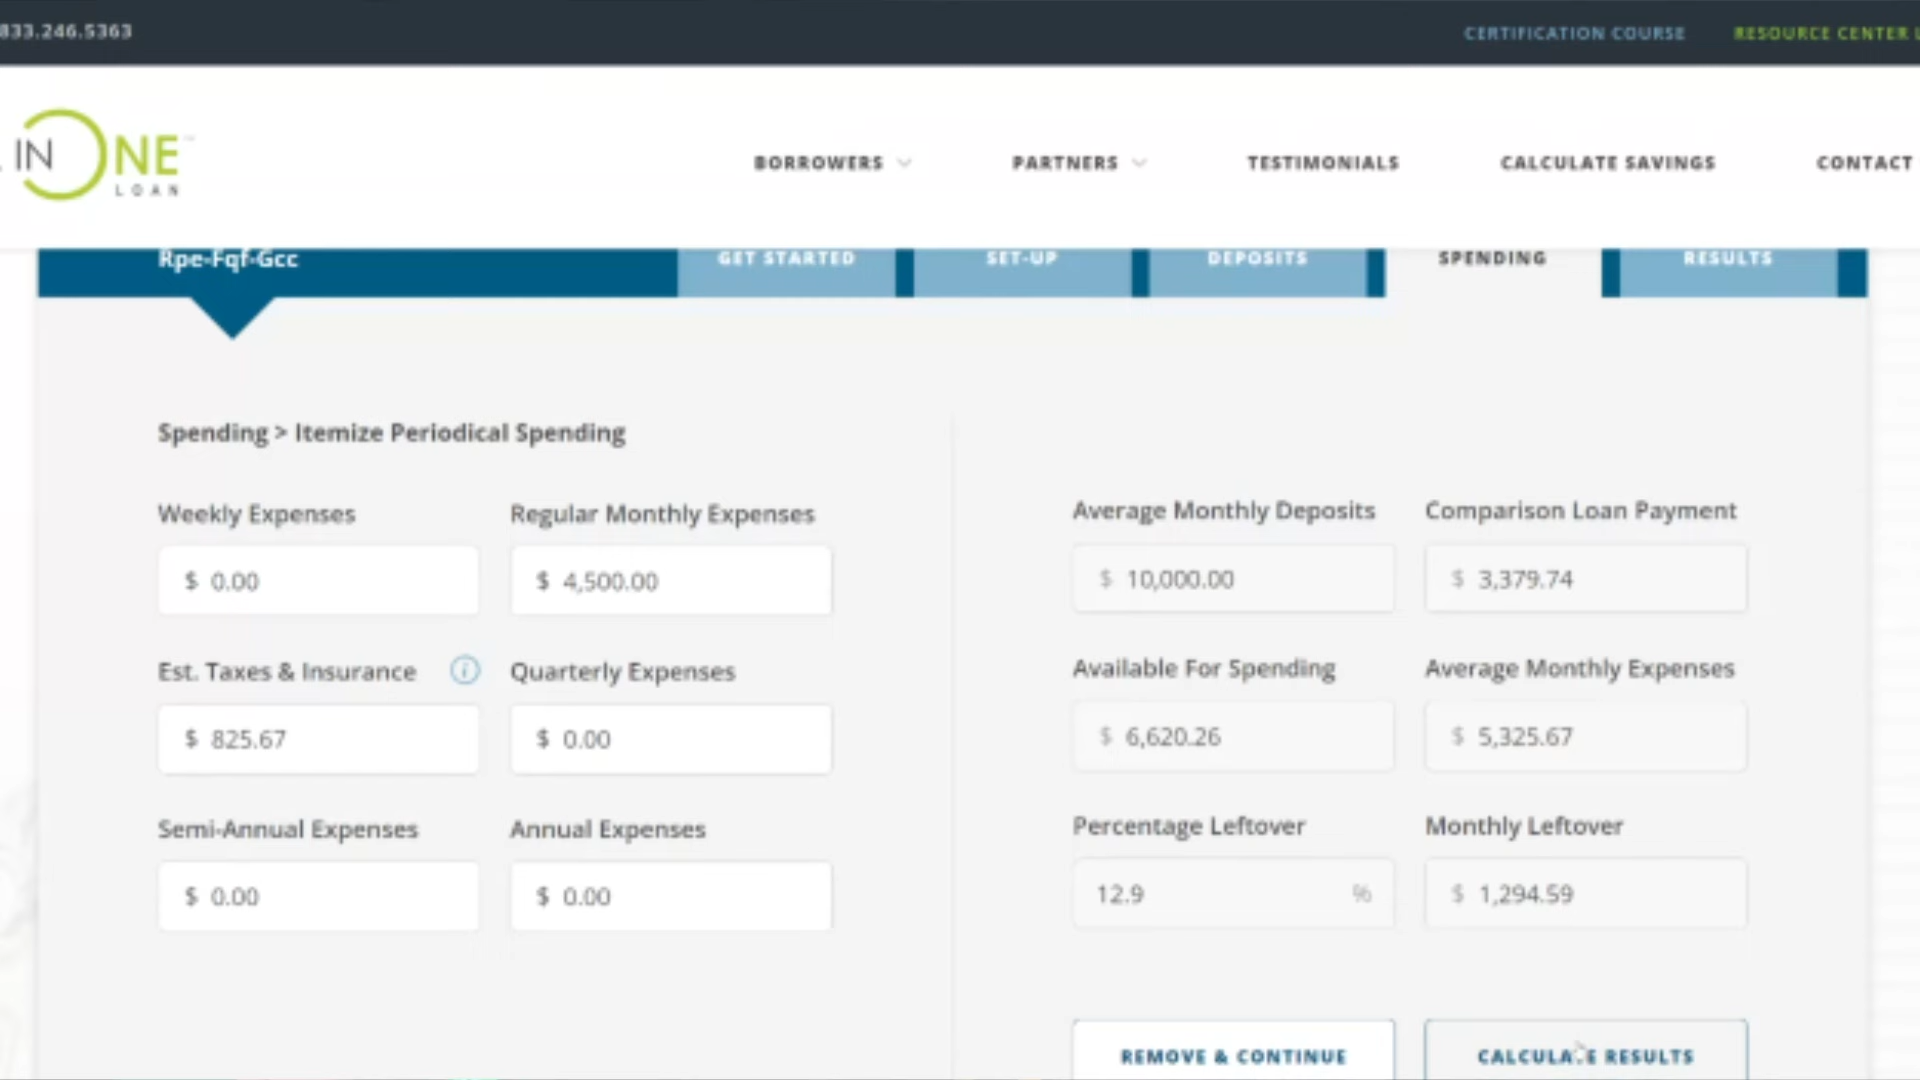 833.246.5363
CERTIFICATION COURSE
RESOURCE CENTER
IN ONE
LOAN
BORROWERS
PARTNERS
TESTIMONIALS
CALCULATE SAVINGS
CONTACT
Rpe-Fqf-Gcc
GET STARTED
SET-UP
DEPOSITS
SPENDING
RESULTS
Spending > Itemize Periodical Spending
Weekly Expenses
Regular Monthly Expenses
$ 0.00
$ 4,500.00
Est. Taxes & Insurance
Quarterly Expenses
$ 825.67
$ 0.00
Semi-Annual Expenses
Annual Expenses
$ 0.00
$ 0.00
Average Monthly Deposits
Comparison Loan Payment
$ 10,000.00
$ 3,379.74
Available For Spending
Average Monthly Expenses
$ 6,620.26
$ 5,325.67
Percentage Leftover
Monthly Leftover
12.9 %
$ 1,294.59
REMOVE & CONTINUE
CALCULATE RESULTS